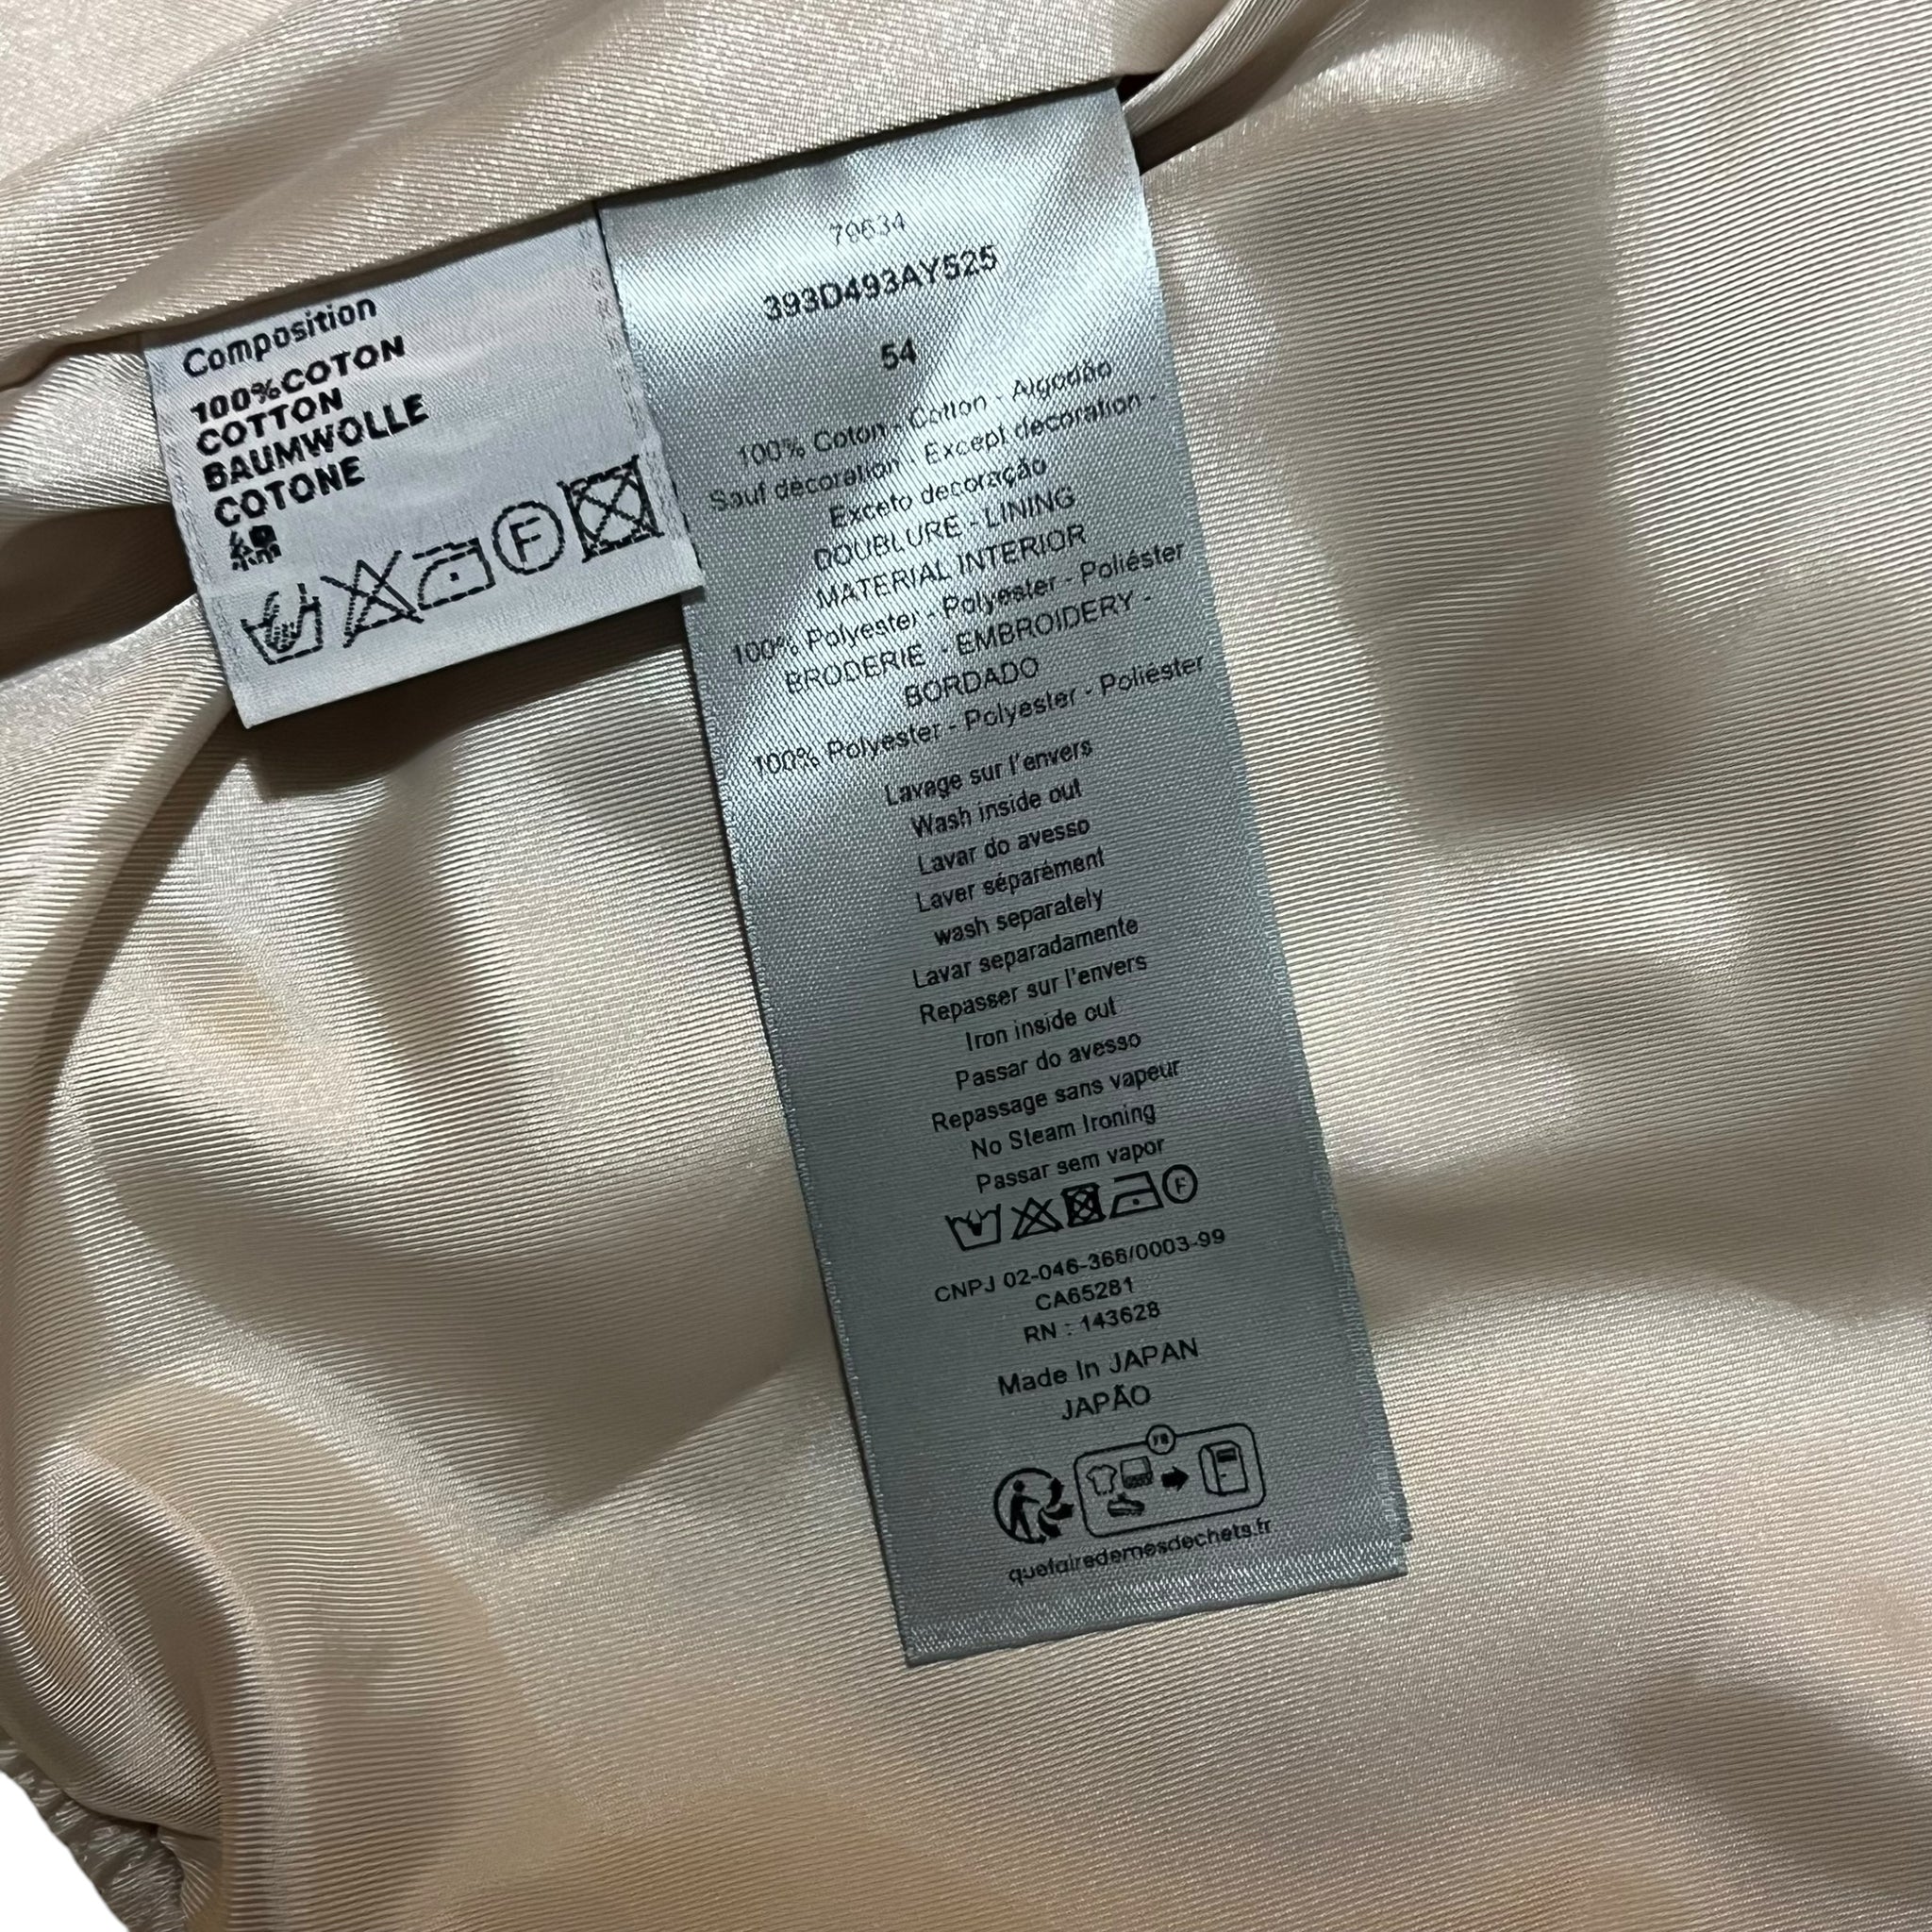 Composition
100%COTON
COTTON
BAUMWOLLE
COTONE
綿
F
79634
393D493AY525
54
100% Coton - Cotton - Algodão
Sauf décoration - Except decoration -
Exceto decoração
DOUBLURE - LINING
MATERIAL INTERIOR
100% Polyester - Polyester - Poliéster
BRODERIE - EMBROIDERY -
BORDADO
100% Polyester - Polyester - Poliéster
Lavage sur l'envers
Wash inside out
Lavar do avesso
Laver séparément
wash separately
Lavar separadamente
Repasser sur l'envers
Iron inside out
Passar do avesso
Repassage sans vapeur
No Steam Ironing
Passar sem vapor
F
CNPJ 02-046-366/0003-99
CA65281
RN : 143628
Made In JAPAN
JAPÃO
FR
quefairedemesdechets.fr